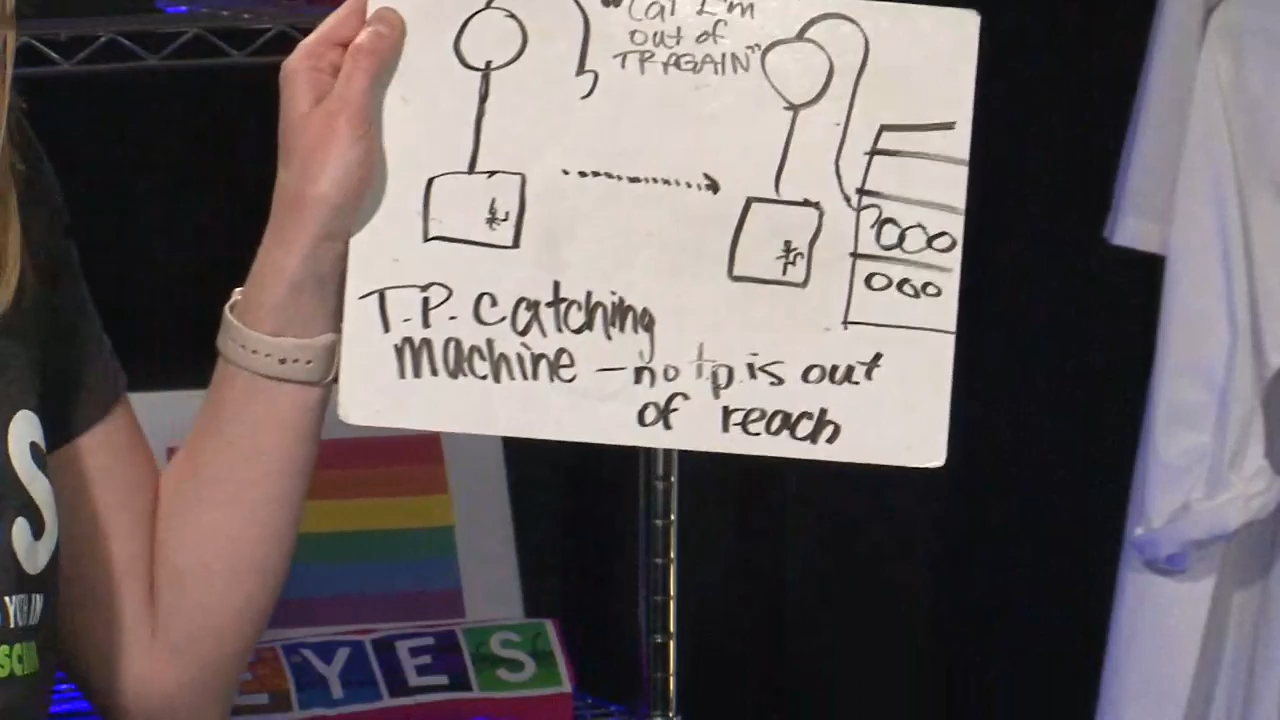 out of
TP AGAIN"
T.P. catching
machine - no tp is out
of reach
S
YES